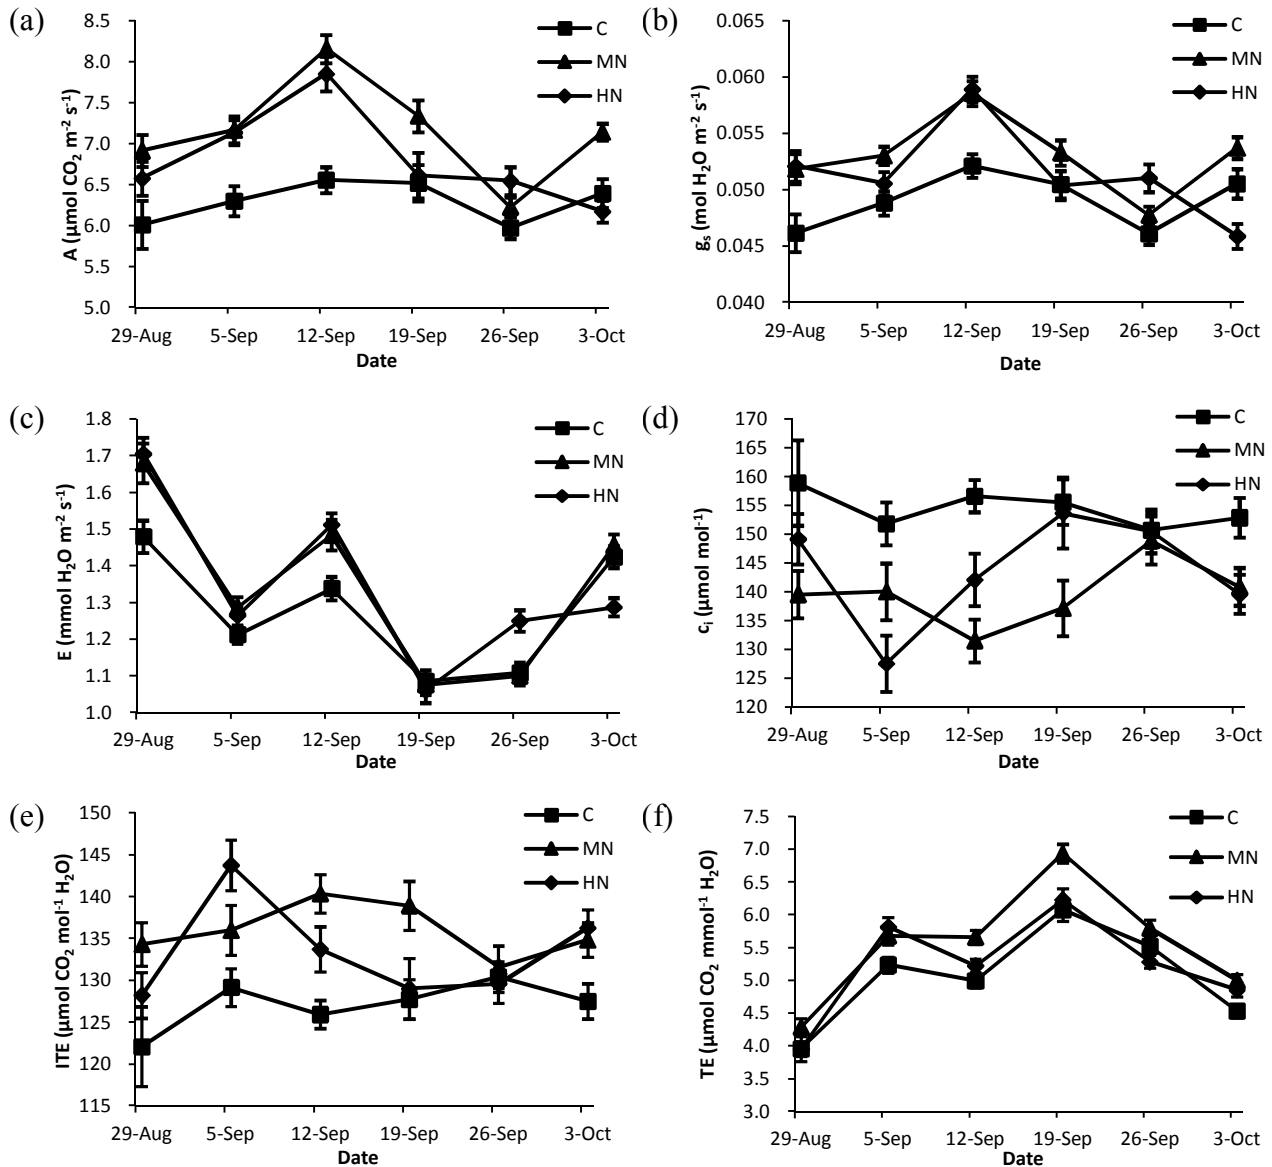 (a)
8.5
8.0
7.5
7.0
6.5
6.0
5.5
5.0
A (µmol CO₂ m⁻² s⁻¹)
C
MN
HN
29-Aug 5-Sep 12-Sep 19-Sep 26-Sep 3-Oct
Date
(b)
0.065
0.060
0.055
0.050
0.045
0.040
gₛ (mol H₂O m⁻² s⁻¹)
C
MN
HN
29-Aug 5-Sep 12-Sep 19-Sep 26-Sep 3-Oct
Date
(c)
1.8
1.7
1.6
1.5
1.4
1.3
1.2
1.1
1.0
E (mmol H₂O m⁻² s⁻¹)
C
MN
HN
29-Aug 5-Sep 12-Sep 19-Sep 26-Sep 3-Oct
Date
(d)
170
165
160
155
150
145
140
135
130
125
120
cᵢ (µmol mol⁻¹)
C
MN
HN
29-Aug 5-Sep 12-Sep 19-Sep 26-Sep 3-Oct
Date
(e)
150
145
140
135
130
125
120
115
ITE (µmol CO₂ mol⁻¹ H₂O)
C
MN
HN
29-Aug 5-Sep 12-Sep 19-Sep 26-Sep 3-Oct
Date
(f)
7.5
7.0
6.5
6.0
5.5
5.0
4.5
4.0
3.5
3.0
TE (µmol CO₂ mmol⁻¹ H₂O)
C
MN
HN
29-Aug 5-Sep 12-Sep 19-Sep 26-Sep 3-Oct
Date